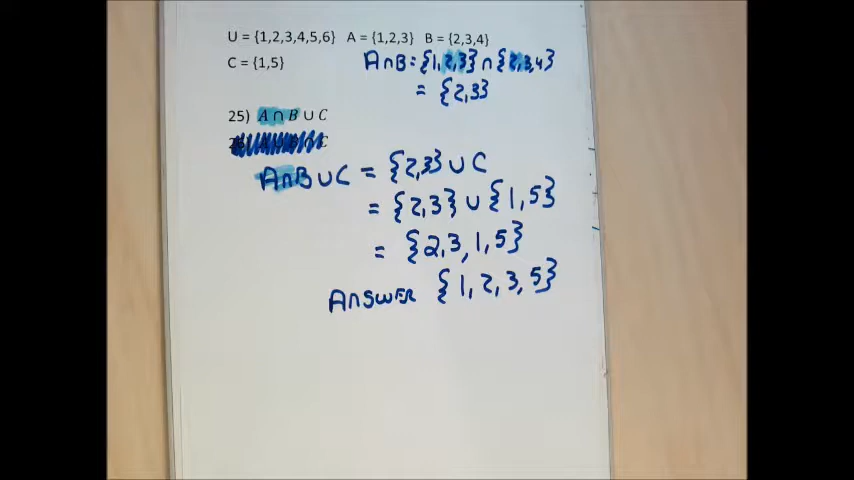 U = {1,2,3,4,5,6} A = {1,2,3} B = {2,3,4}
C = {1,5}
A∩B = {1,2,3} ∩ {2,3,4}
= {2,3}
25) A ∩ B ∪ C
∩ C
A∩B∪C = {2,3} ∪ C
= {2,3} ∪ {1,5}
= {2,3,1,5}
ANSWER {1,2,3,5}